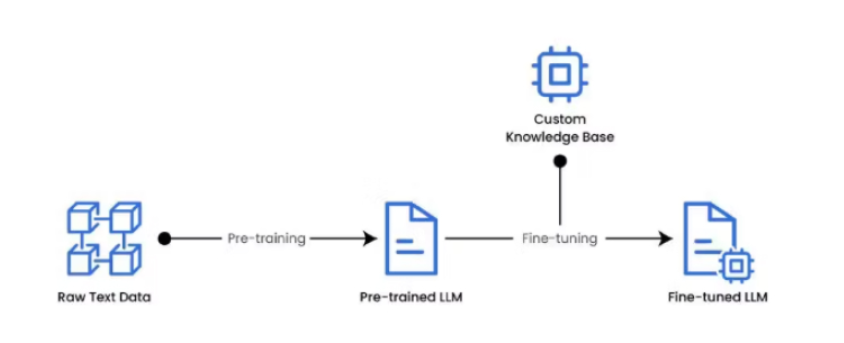 Custom
Knowledge Base
Pre-training
Fine-tuning
Raw Text Data
Pre-trained LLM
Fine-tuned LLM